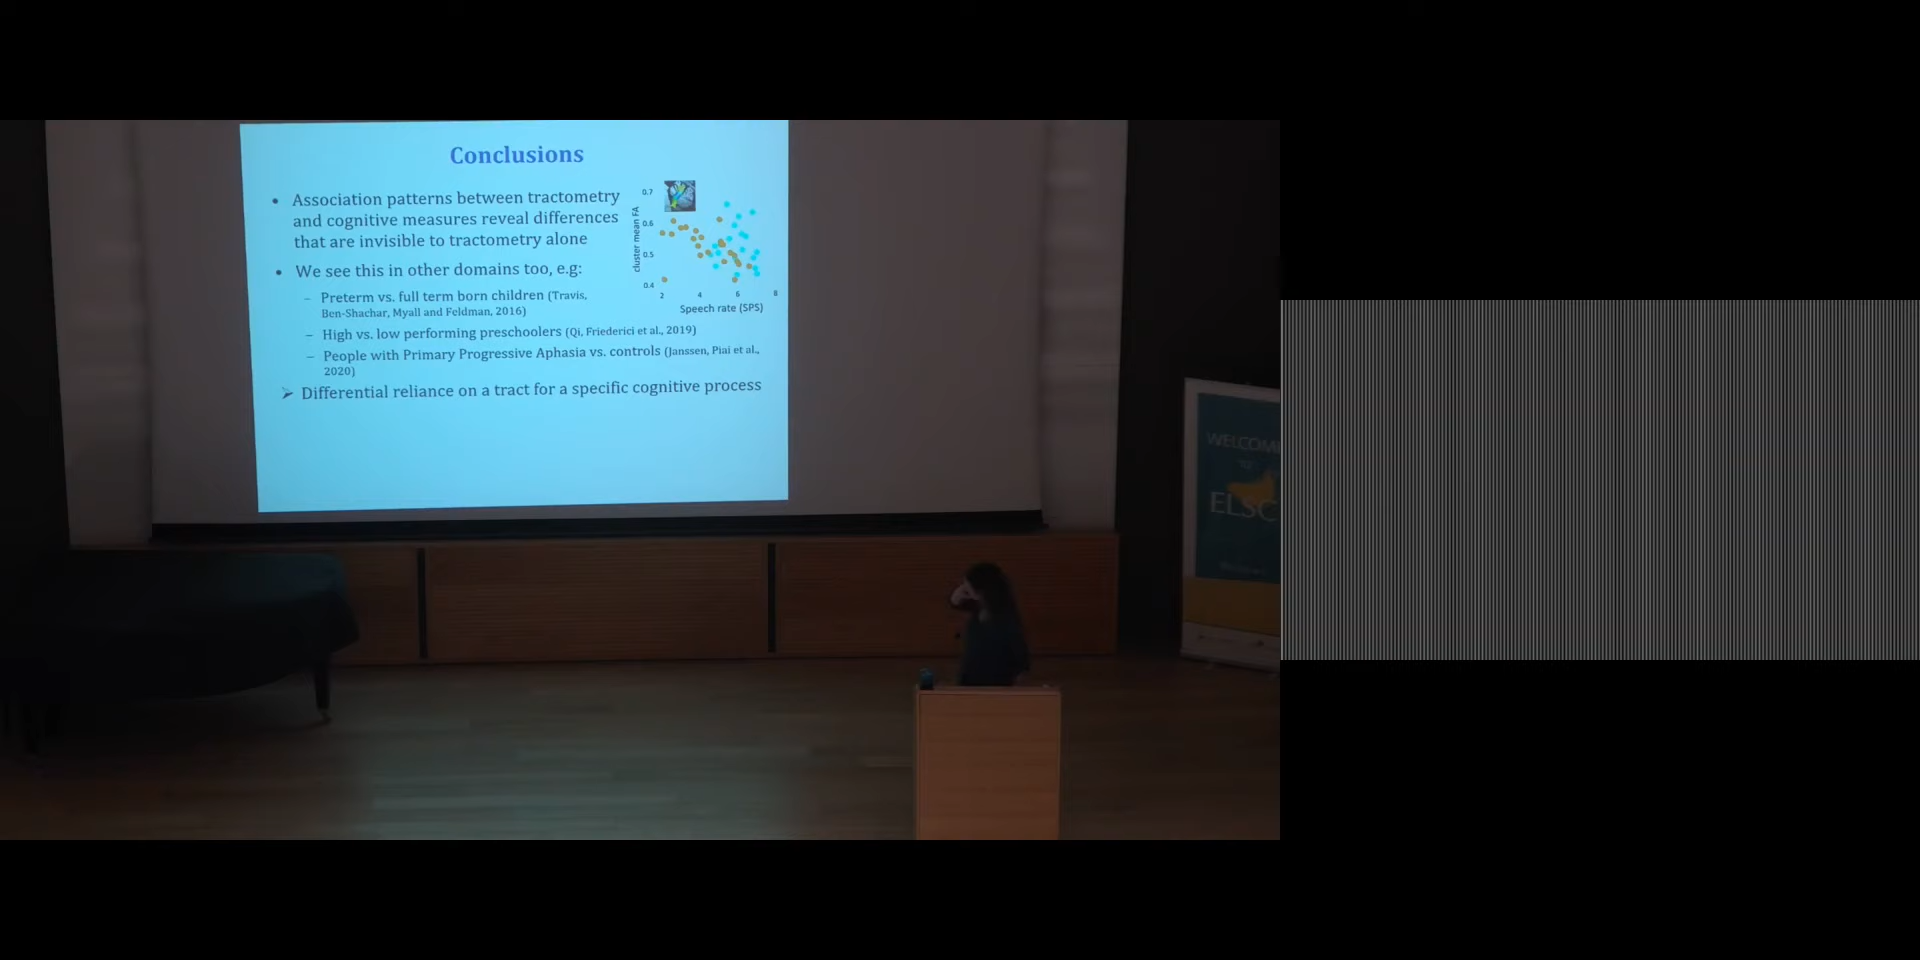 Conclusions
• Association patterns between tractometry
and cognitive measures reveal differences
that are invisible to tractometry alone
• We see this in other domains too, e.g:
– Preterm vs. full term born children (Travis,
Ben-Shachar, Myall and Feldman, 2016)
– High vs. low performing preschoolers (Qi, Friederici et al., 2019)
– People with Primary Progressive Aphasia vs. controls (Janssen, Piai et al.,
2020)
➢ Differential reliance on a tract for a specific cognitive process
cluster mean FA
0.7
0.6
0.5
0.4
2 4 6 8
Speech rate (SPS)
WELCOME
TO
ELSC